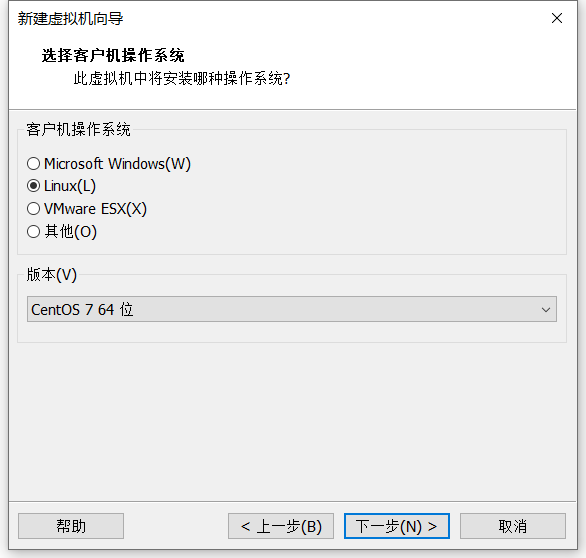 新建虚拟机向导
选择客户机操作系统
此虚拟机中将安装哪种操作系统?
客户机操作系统
Microsoft Windows(W)
Linux(L)
VMware ESX(X)
其他(O)
版本(V)
CentOS 7 64 位
帮助
< 上一步(B)
下一步(N) >
取消